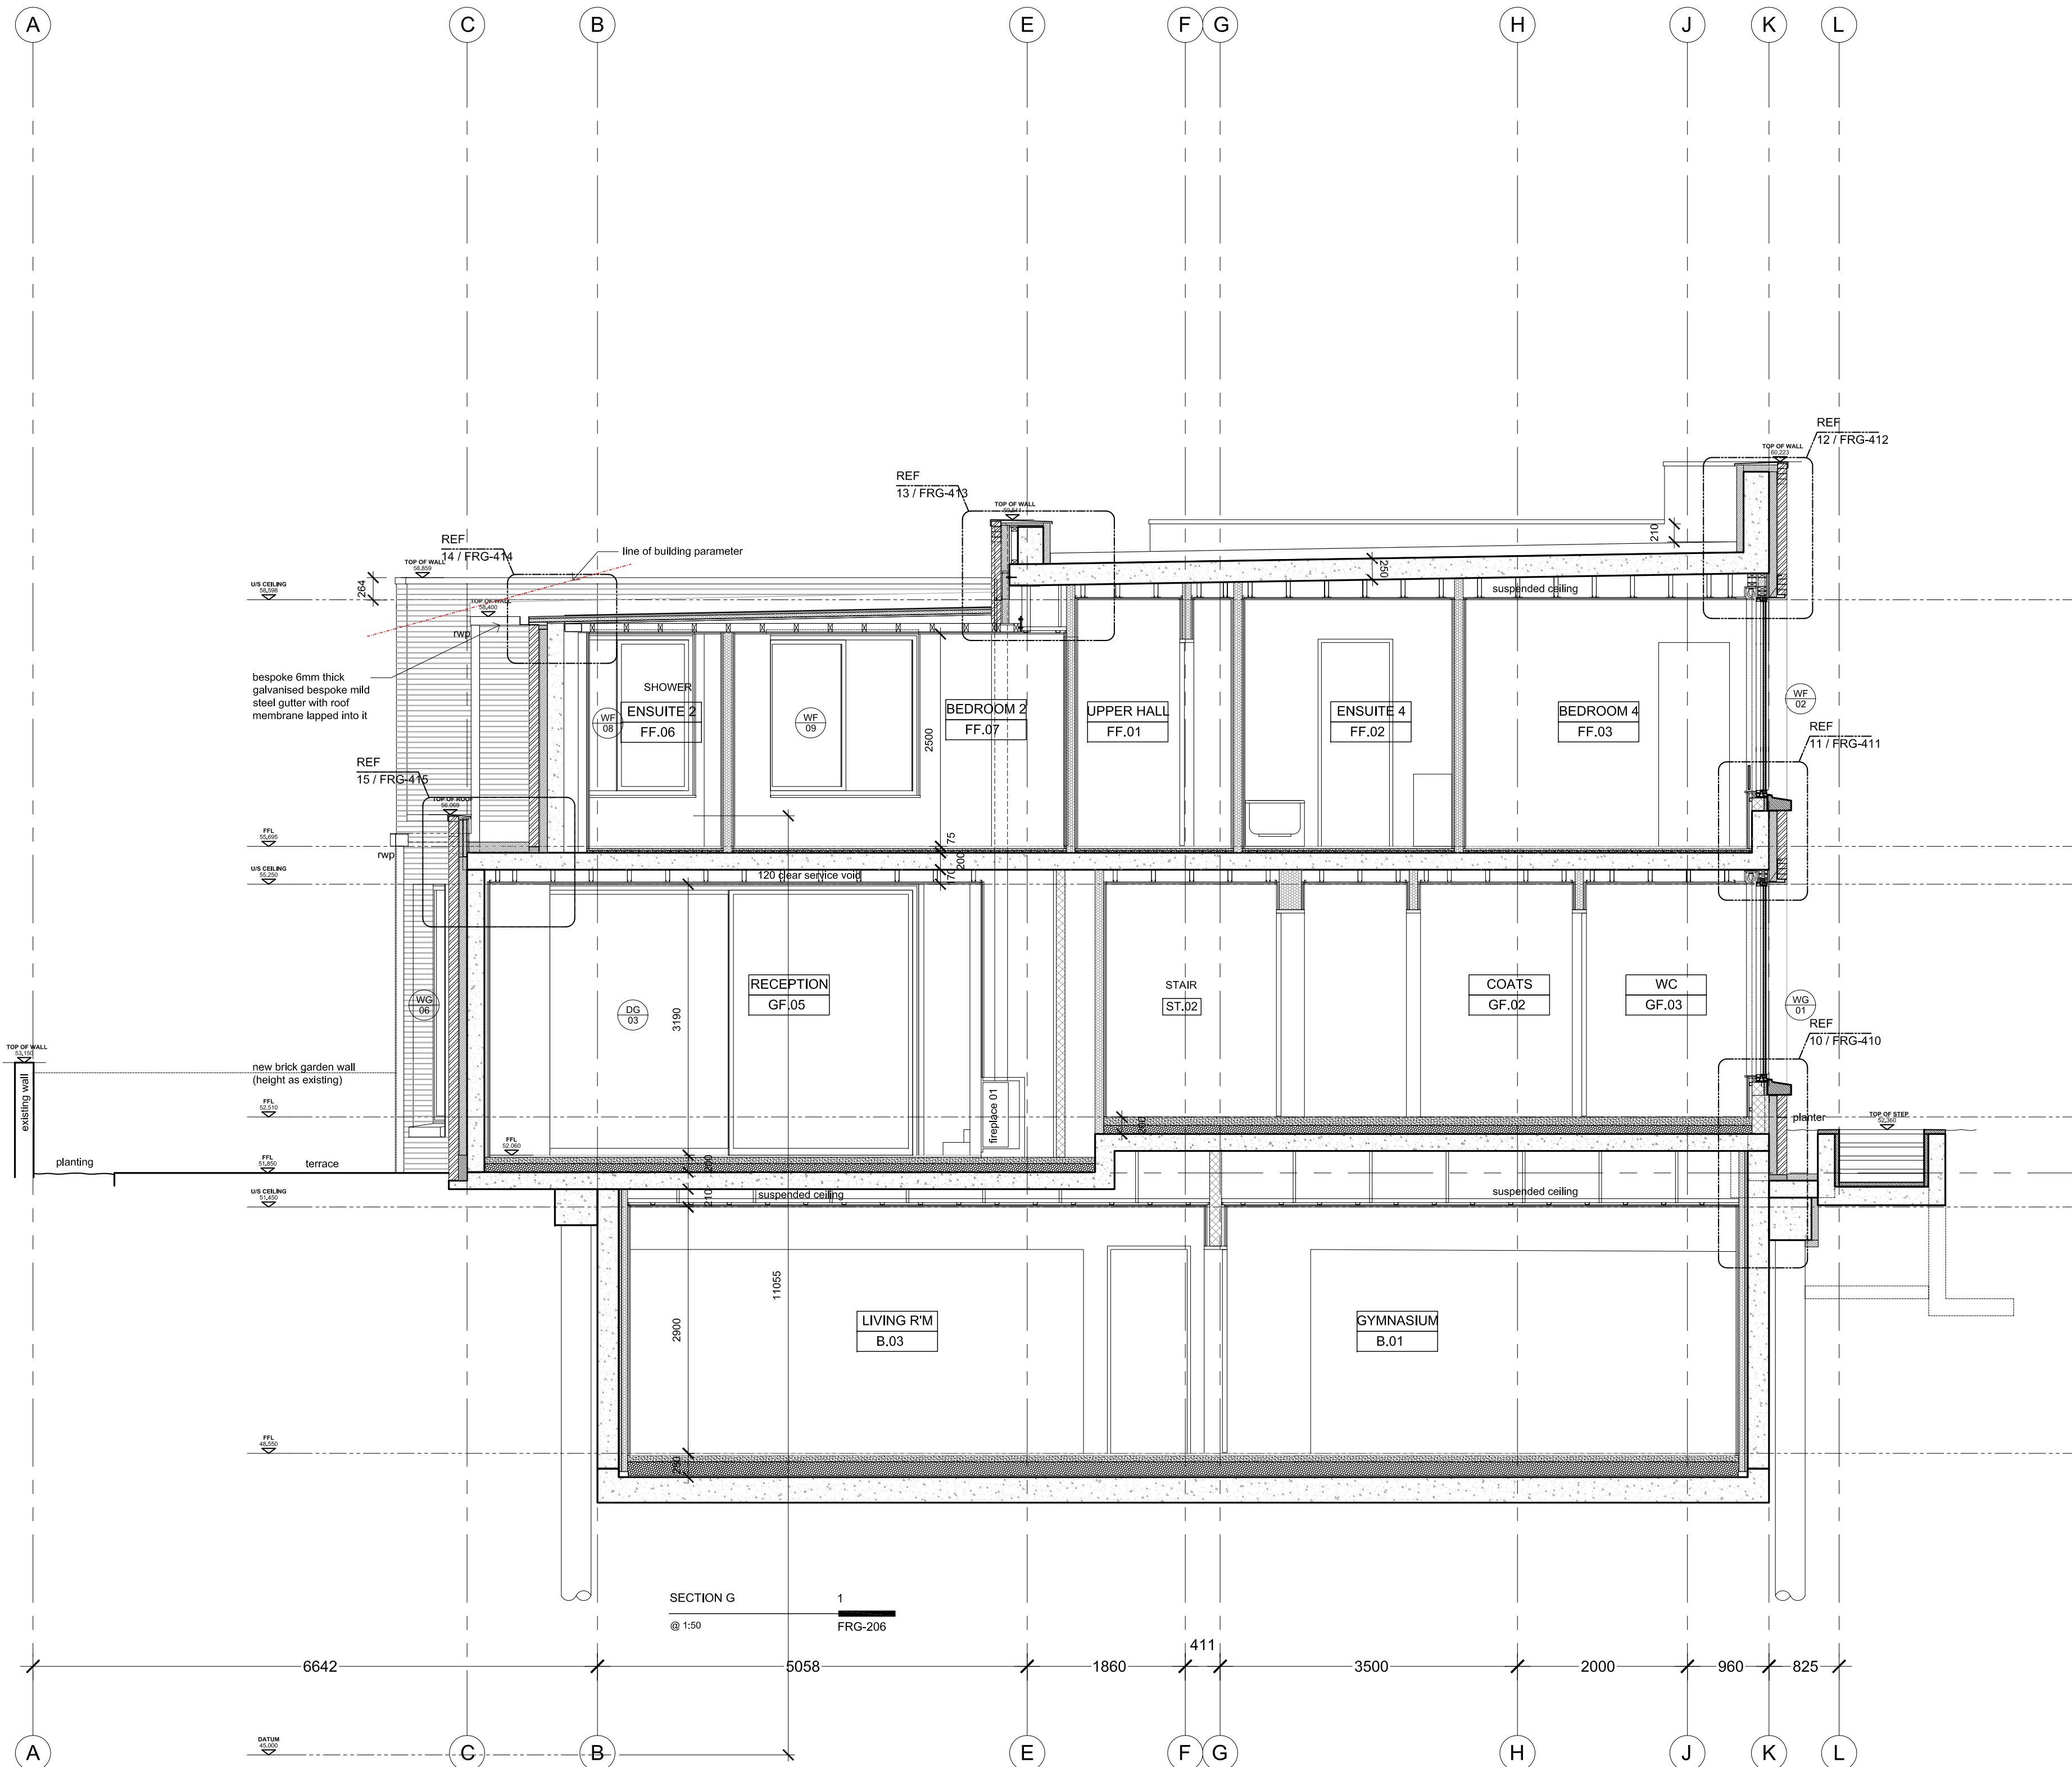 A C B E F G H J K L
REF
12 / FRG-412
TOP OF WALL
60,223
REF
13 / FRG-413
TOP OF WALL
210
REF
14 / FRG-414
line of building parameter
TOP OF WALL
58,859
250
U/S CEILING
58,598
264
suspended ceiling
TOP OF WALL
58,400
rwp
bespoke 6mm thick
galvanised bespoke mild
steel gutter with roof
membrane lapped into it
SHOWER
WF
08
ENSUITE 2
FF.06
WF
09
2500
BEDROOM 2
FF.07
UPPER HALL
FF.01
ENSUITE 4
FF.02
BEDROOM 4
FF.03
WF
02
REF
11 / FRG-411
REF
15 / FRG-415
TOP OF ROOF
56,069
FFL
55,695
rwp
75
200
170
U/S CEILING
55,250
120 clear service void
WG
06
DG
03
3190
RECEPTION
GF.05
STAIR
ST.02
COATS
GF.02
WC
GF.03
WG
01
REF
10 / FRG-410
TOP OF WALL
53,150
existing wall
new brick garden wall
(height as existing)
fireplace 01
FFL
52,510
200
planter
TOP OF STEP
52,360
FFL
52,060
planting
FFL
51,850
terrace
200
U/S CEILING
51,450
210
suspended ceiling
suspended ceiling
11055
2900
LIVING R'M
B.03
GYMNASIUM
B.01
FFL
48,550
280
SECTION G
1
@ 1:50
FRG-206
6642 5058 1860 411 3500 2000 960 825
DATUM
45,000
A C B E F G H J K L